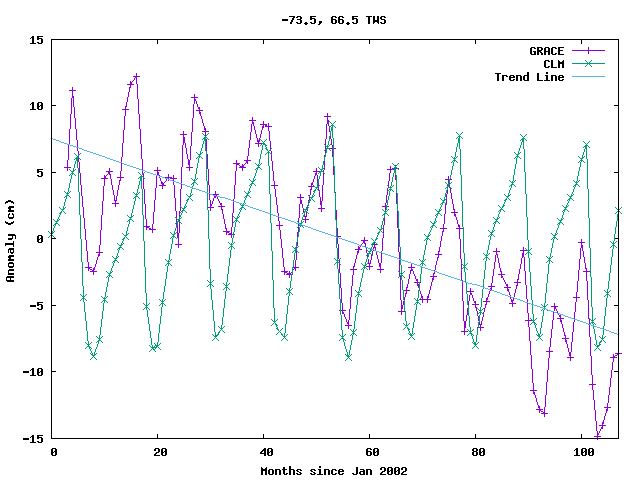 -73.5, 66.5 TWS
GRACE
CLM
Trend Line
15
10
5
0
-5
-10
-15
Anomaly (cm)
0 20 40 60 80 100
Months since Jan 2002